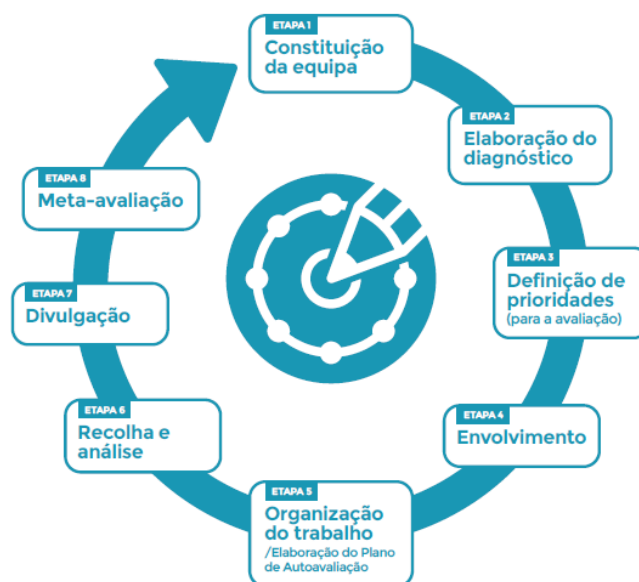 ETAPA 1
Constituição
da equipa
ETAPA 2
Elaboração do
diagnóstico
ETAPA 3
Definição de
prioridades
(para a avaliação)
ETAPA 4
Envolvimento
ETAPA 5
Organização
do trabalho
/Elaboração do Plano
de Autoavaliação
ETAPA 6
Recolha e
análise
ETAPA 7
Divulgação
ETAPA 8
Meta-avaliação